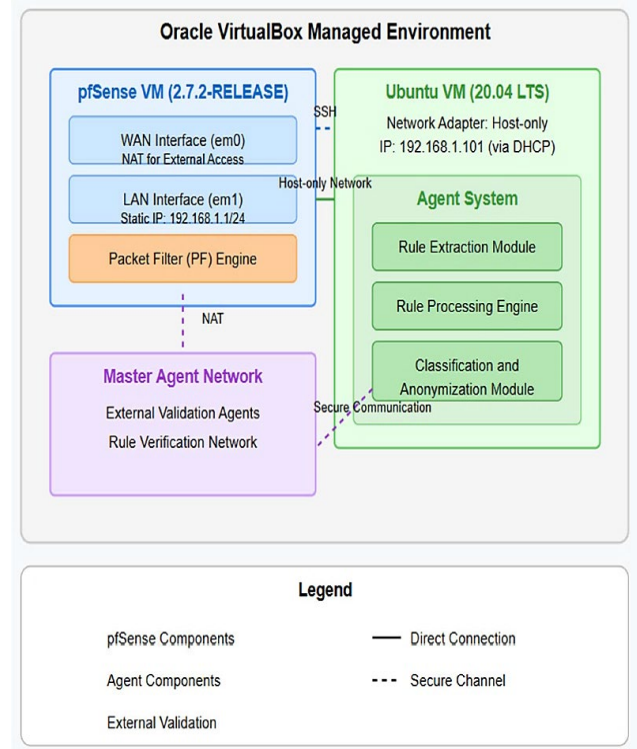 Oracle VirtualBox Managed Environment
pfSense VM (2.7.2-RELEASE)
WAN Interface (em0)
NAT for External Access
LAN Interface (em1)
Static IP: 192.168.1.1/24
Packet Filter (PF) Engine
SSH
Host-only Network
Ubuntu VM (20.04 LTS)
Network Adapter: Host-only
IP: 192.168.1.101 (via DHCP)
Agent System
Rule Extraction Module
Rule Processing Engine
Classification and
Anonymization Module
NAT
Master Agent Network
External Validation Agents
Rule Verification Network
Secure Communication
Legend
pfSense Components
Agent Components
External Validation
Direct Connection
Secure Channel